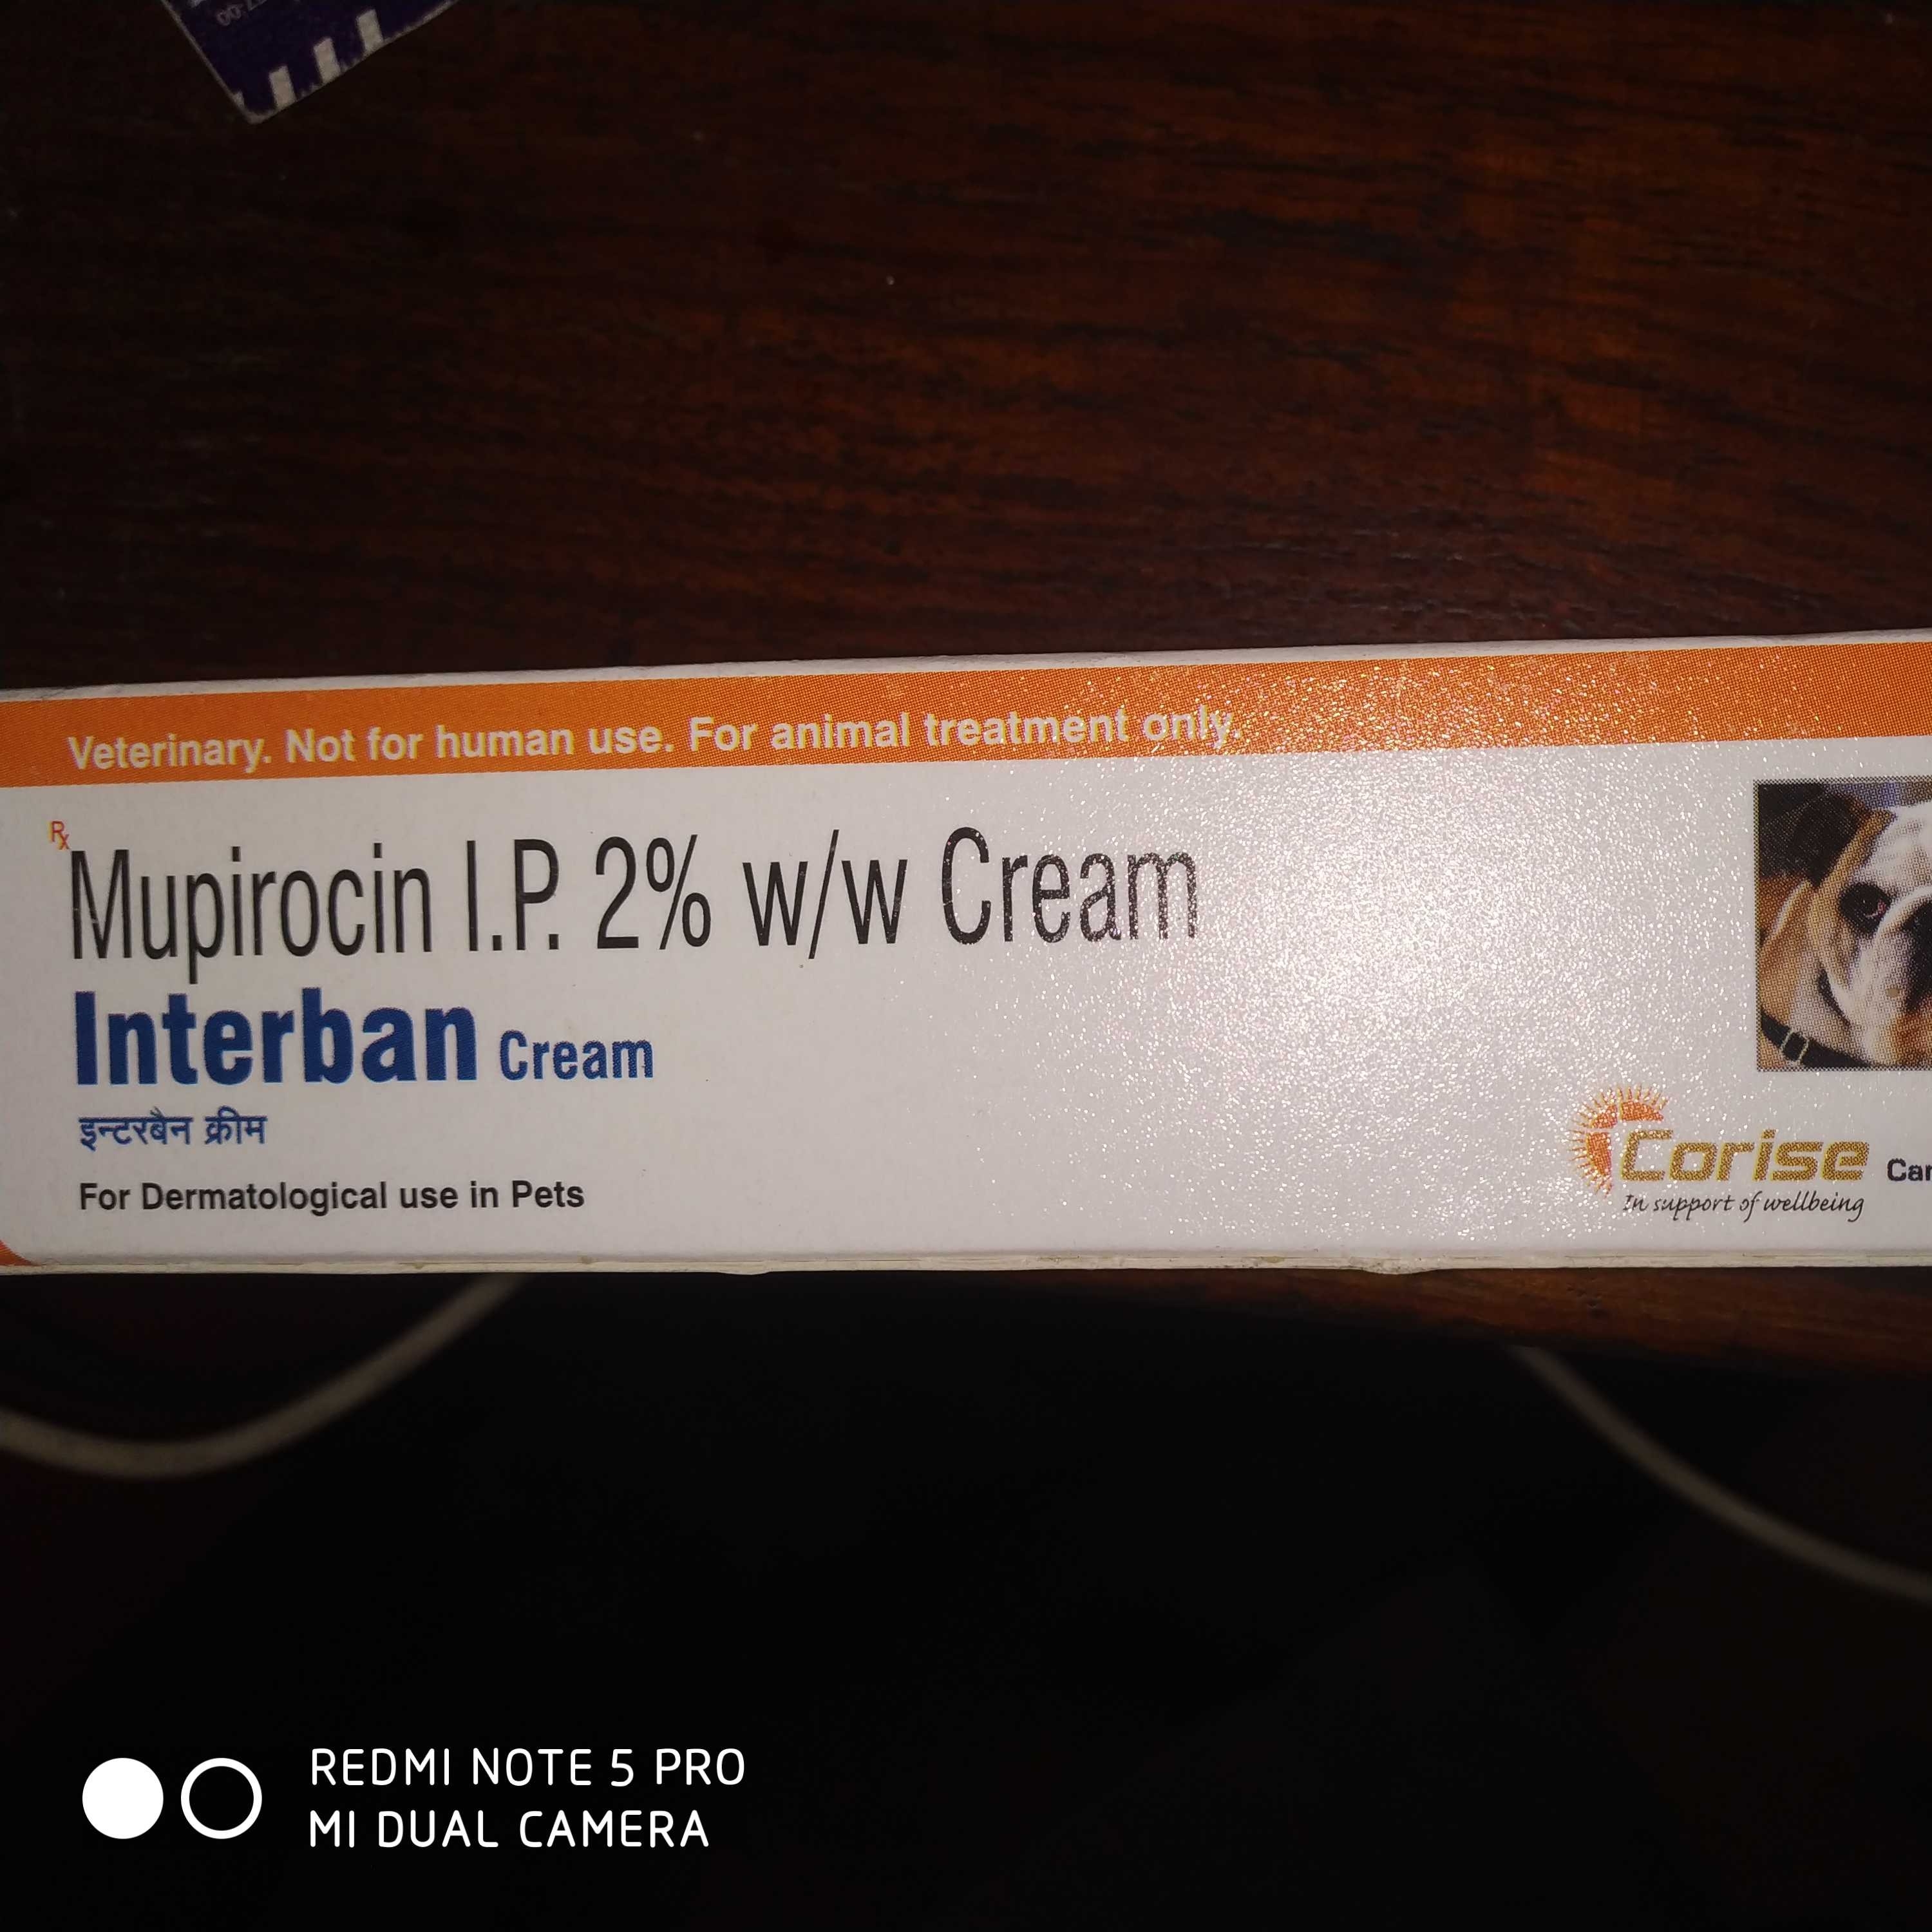 Veterinary. Not for human use. For animal treatment only.
Rx
Mupirocin I.P. 2% w/w Cream
Interban Cream
इन्टरबैन क्रीम
For Dermatological use in Pets
Corise
In support of wellbeing
REDMI NOTE 5 PRO
MI DUAL CAMERA